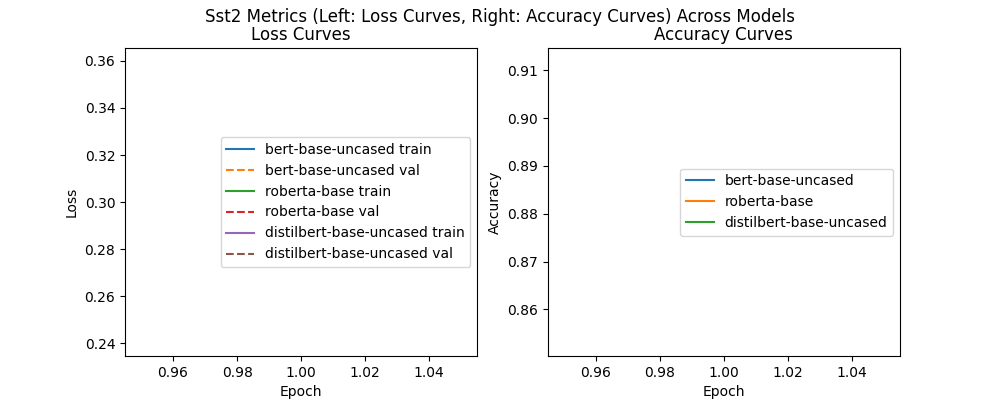 Sst2 Metrics (Left: Loss Curves, Right: Accuracy Curves) Across Models
Loss Curves
0.36
0.34
0.32
0.30
0.28
0.26
0.24
Loss
bert-base-uncased train
bert-base-uncased val
roberta-base train
roberta-base val
distilbert-base-uncased train
distilbert-base-uncased val
0.96 0.98 1.00 1.02 1.04
Epoch
Accuracy Curves
0.91
0.90
0.89
0.88
0.87
0.86
Accuracy
bert-base-uncased
roberta-base
distilbert-base-uncased
0.96 0.98 1.00 1.02 1.04
Epoch